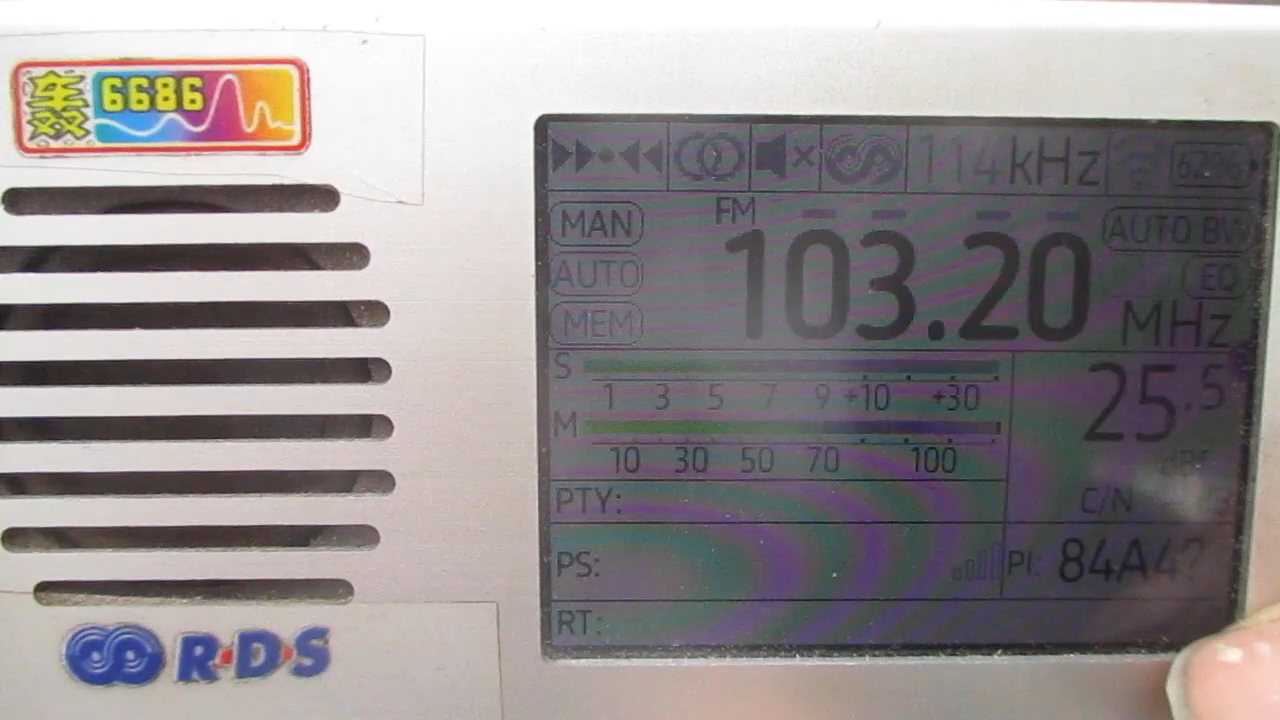 6686
R·D·S
114kHz
MAN
FM
AUTO BW
AUTO
103.20
EQ
MEM
MHz
S
1 3 5 7 9 +10 +30
25.5
M
10 30 50 70 100
PTY:
C/N
PS:
PI: 84A4?
RT: